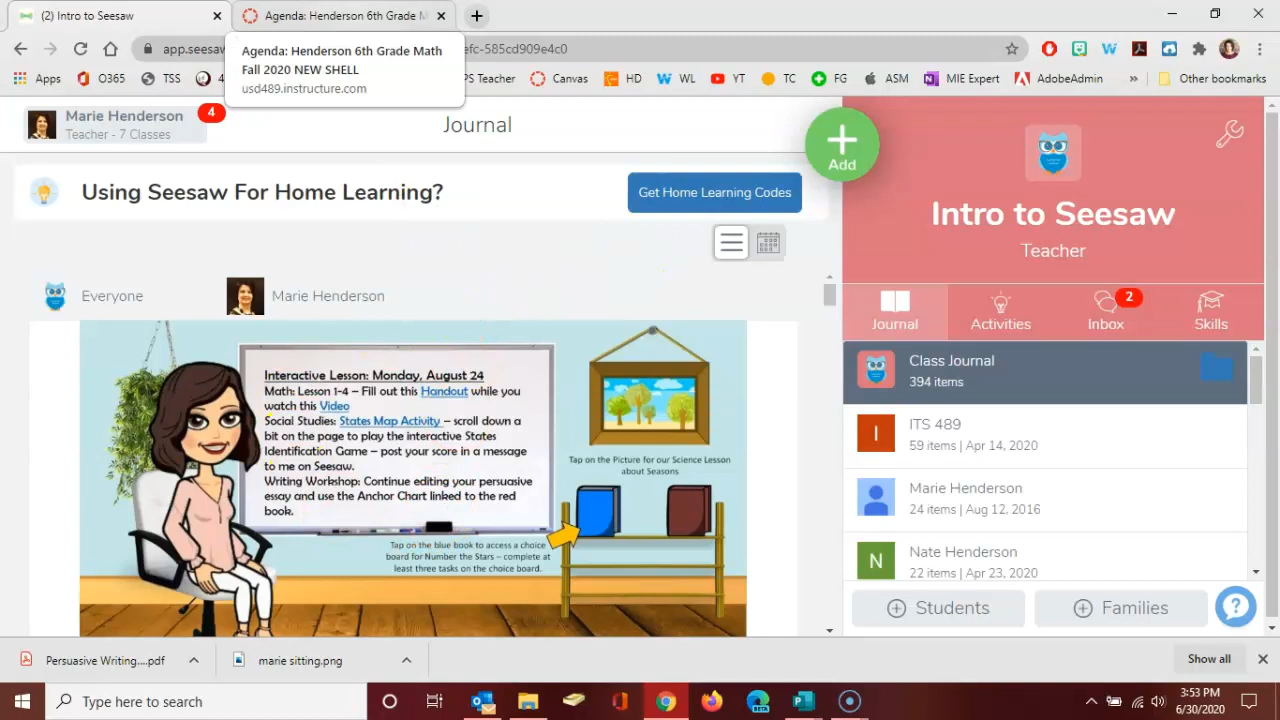 (2) Intro to Seesaw
Agenda: Henderson 6th Grade M
app.seesaw
efc-585cd909e4c0
Agenda: Henderson 6th Grade Math
Fall 2020 NEW SHELL
usd489.instructure.com
Apps
O365
TSS
PS Teacher
Canvas
HD
WL
YT
TC
FG
ASM
MIE Expert
AdobeAdmin
»
Other bookmarks
Marie Henderson
Teacher - 7 Classes
4
Journal
Add
Using Seesaw For Home Learning?
Get Home Learning Codes
Everyone
Marie Henderson
Interactive Lesson: Monday, August 24
Math: Lesson 1-4 – Fill out this Handout while you
watch this Video
Social Studies: States Map Activity – scroll down a
bit on the page to play the interactive States
Identification Game – post your score in a message
to me on Seesaw.
Writing Workshop: Continue editing your persuasive
essay and use the Anchor Chart linked to the red
book.
Tap on the Picture for our Science Lesson
about Seasons
Tap on the blue book to access a choice
board for Number the Stars – complete at
least three tasks on the choice board.
Intro to Seesaw
Teacher
Journal
Activities
Inbox
2
Skills
Class Journal
394 items
I
ITS 489
59 items | Apr 14, 2020
Marie Henderson
24 items | Aug 12, 2016
N
Nate Henderson
22 items | Apr 23, 2020
Students
Families
?
Persuasive Writing....pdf
marie sitting.png
Show all
Type here to search
3:53 PM
6/30/2020